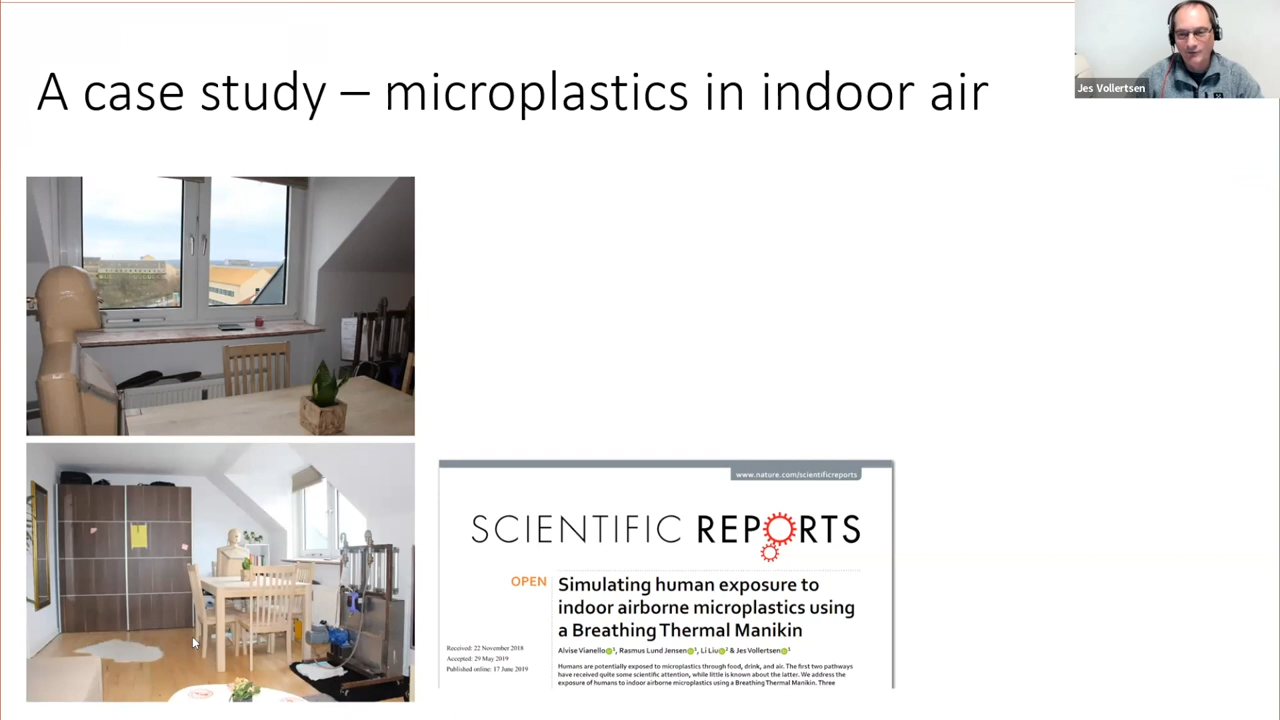 A case study – microplastics in indoor air
Jes Vollertsen
www.nature.com/scientificreports
SCIENTIFIC REPORTS
OPEN
Simulating human exposure to
indoor airborne microplastics using
a Breathing Thermal Manikin
Received: 22 November 2018
Accepted: 29 May 2019
Published online: 17 June 2019
Alvise Vianello1, Rasmus Lund Jensen1, Li Liu2 & Jes Vollertsen1
Humans are potentially exposed to microplastics through food, drink, and air. The first two pathways
have received quite some scientific attention, while little is known about the latter. We address the
exposure of humans to indoor airborne microplastics using a Breathing Thermal Manikin. Three